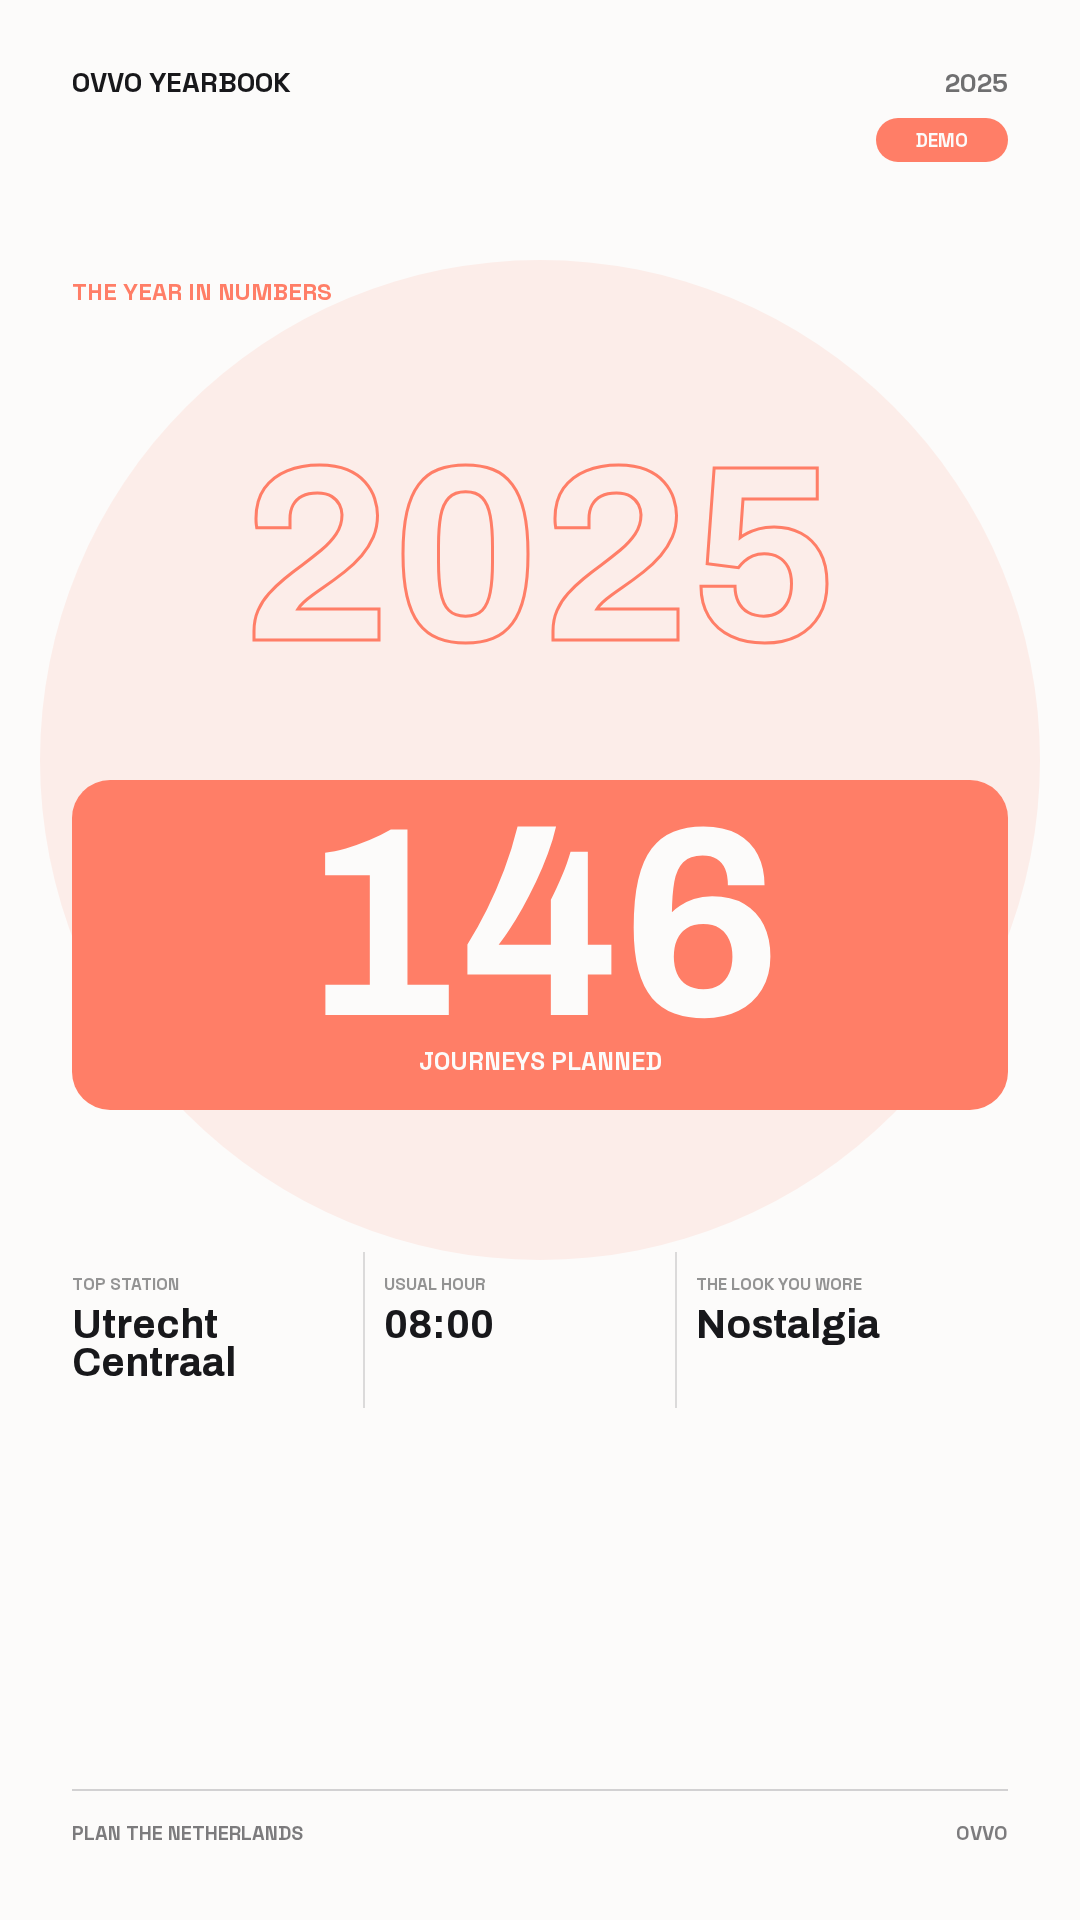 OVVO YEARBOOK
2025
DEMO
THE YEAR IN NUMBERS
2025
146
JOURNEYS PLANNED
TOP STATION
Utrecht
Centraal
USUAL HOUR
08:00
THE LOOK YOU WORE
Nostalgia
PLAN THE NETHERLANDS
OVVO